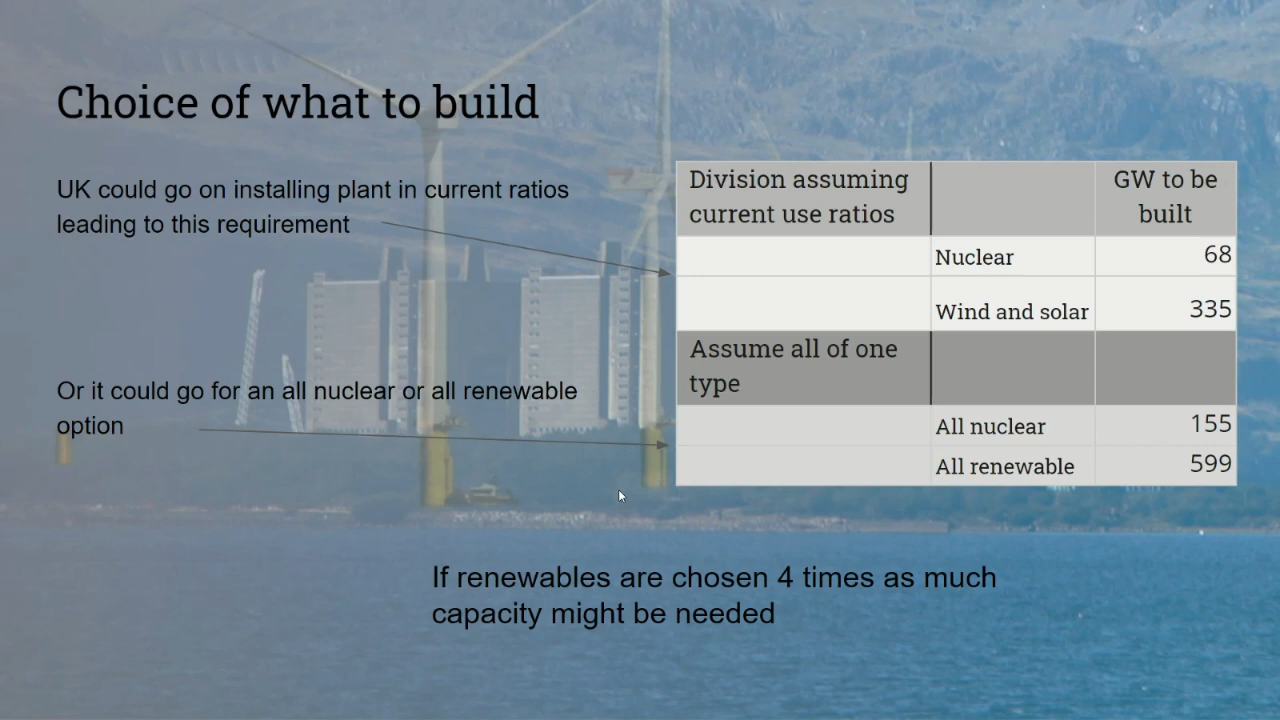 Choice of what to build
UK could go on installing plant in current ratios
leading to this requirement
Or it could go for an all nuclear or all renewable
option
Division assuming
current use ratios
GW to be
built
Nuclear 68
Wind and solar 335
Assume all of one
type
All nuclear 155
All renewable 599
If renewables are chosen 4 times as much
capacity might be needed